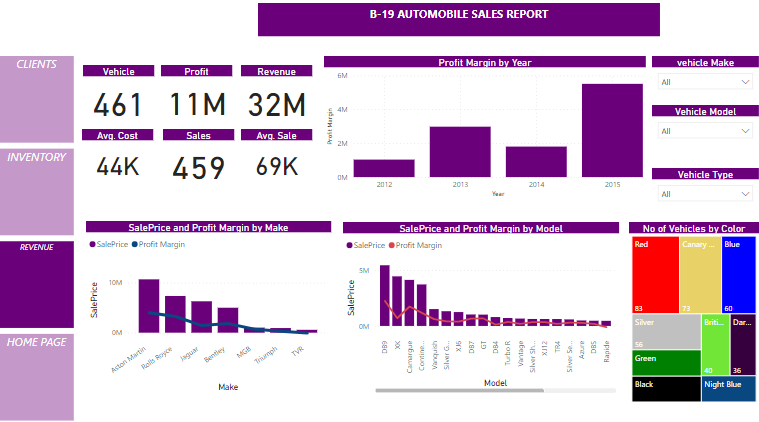 B-19 AUTOMOBILE SALES REPORT
CLIENTS
INVENTORY
REVENUE
HOME PAGE
Vehicle
461
Profit
11M
Revenue
32M
Avg. Cost
44K
Sales
459
Avg. Sale
69K
Profit Margin by Year
Profit Margin
6M
4M
2M
0M
2012
2013
2014
2015
Year
vehicle Make
All
Vehicle Model
All
Vehicle Type
All
SalePrice and Profit Margin by Make
SalePrice Profit Margin
SalePrice
10M
0M
Aston Martin
Rolls Royce
Jaguar
Bentley
MGB
Triumph
TVR
Make
SalePrice and Profit Margin by Model
SalePrice Profit Margin
SalePrice
5M
0M
DB9
XK
Camargue
Contine...
Vanquish
Silver G...
XJ6
DB7
GT
DB4
Turbo R
Vantage
Silver Sh...
XJ12
TR4
Silver Se...
Azure
DB5
Rapide
Model
No of Vehicles by Color
Red
83
Canary ...
73
Blue
60
Silver
56
Briti...
40
Dar...
36
Green
Black
Night Blue